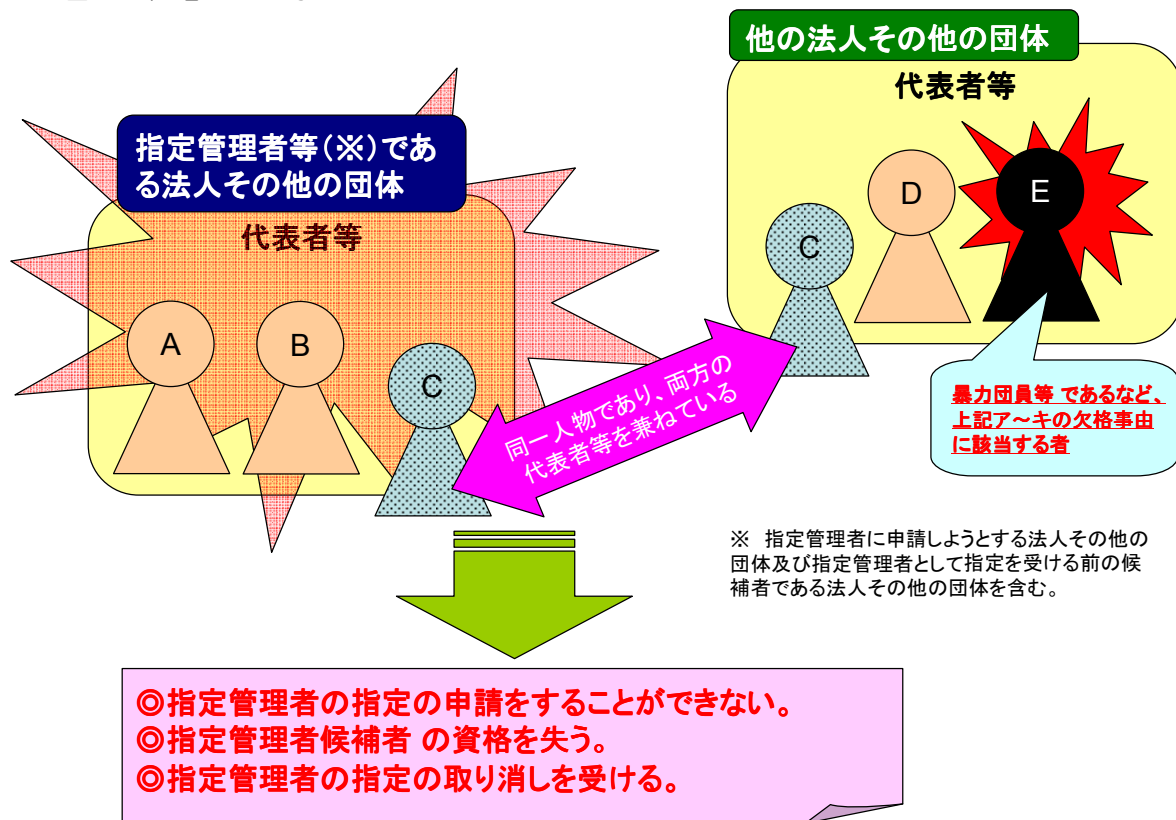 他の法人その他の団体
代表者等
指定管理者等（※）であ
る法人その他の団体
代表者等
A
B
C
C
D
E
同一人物であり、両方の
代表者等を兼ねている
暴力団員等 であるなど、
上記ア～キの欠格事由
に該当する者
※　指定管理者に申請しようとする法人その他の
団体及び指定管理者として指定を受ける前の候
補者である法人その他の団体を含む。
◎指定管理者の指定の申請をすることができない。
◎指定管理者候補者 の資格を失う。
◎指定管理者の指定の取り消しを受ける。